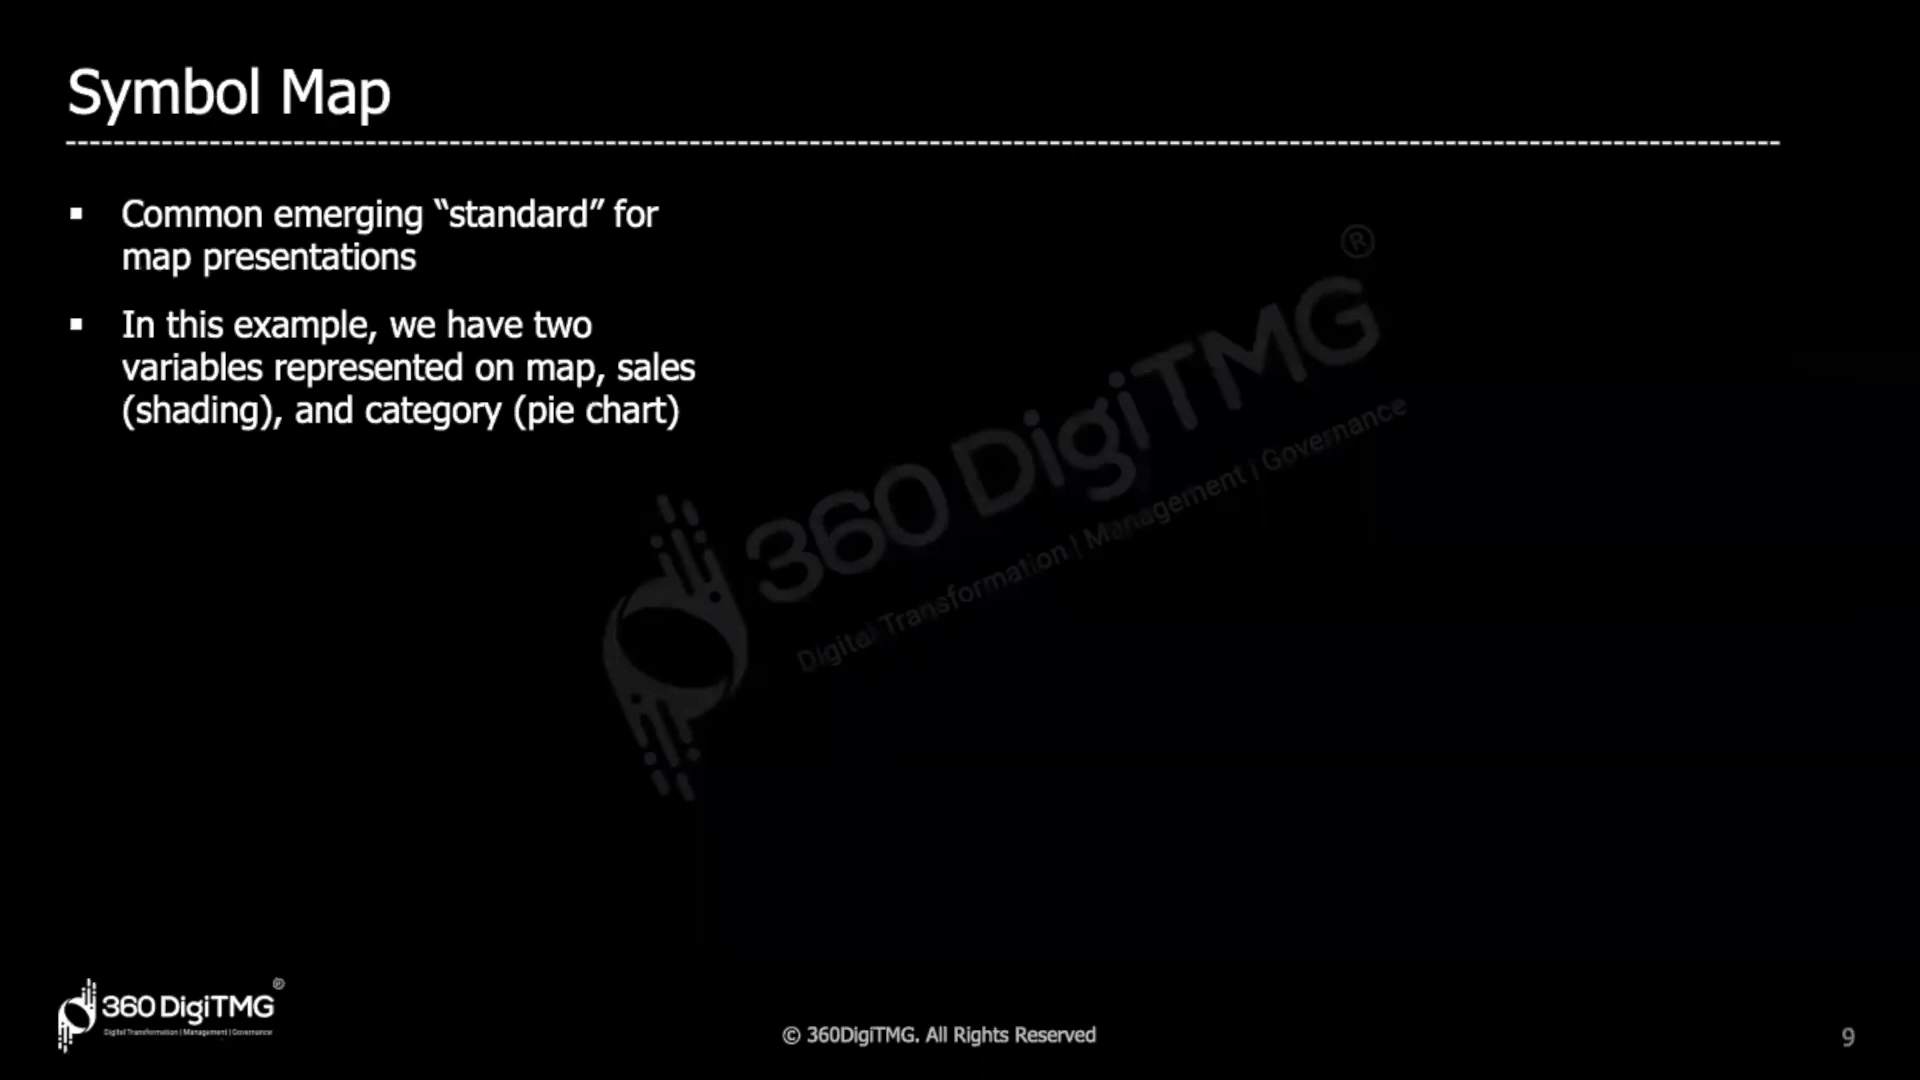 Symbol Map
▪ Common emerging “standard” for
map presentations
▪ In this example, we have two
variables represented on map, sales
(shading), and category (pie chart)
360 DigiTMG ®
Digital Transformation | Management | Governance
360 DigiTMG ®
Digital Transformation | Management | Governance
© 360DigiTMG. All Rights Reserved
9